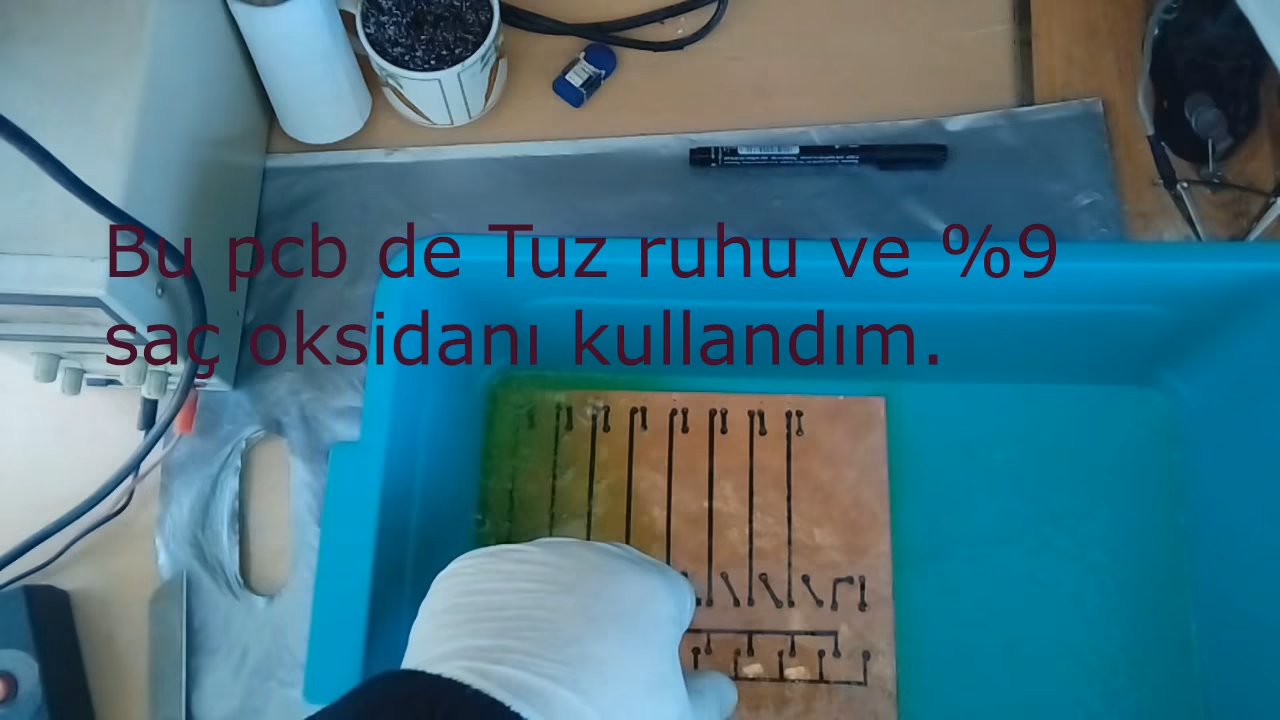 Bu pcb de Tuz ruhu ve %9
saç oksidanı kullandım.